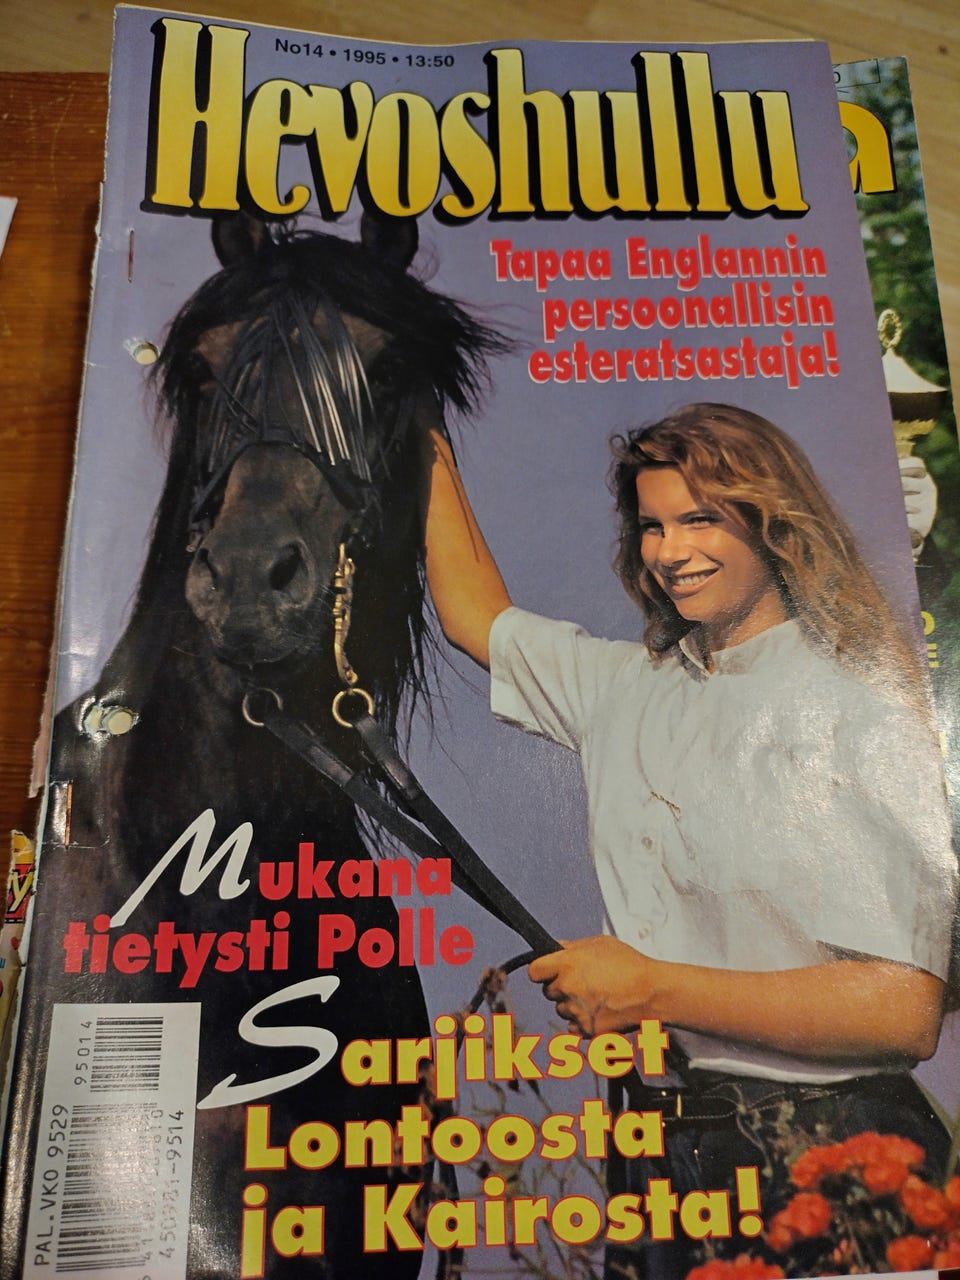 No14 • 1995 • 13:50
Hevoshullu
Tapaa Englannin
persoonallisin
esteratsastaja!
Mukana
tietysti Polle
Sarjikset
Lontoosta
ja Kairosta!
95014
PAL.VKO 9529